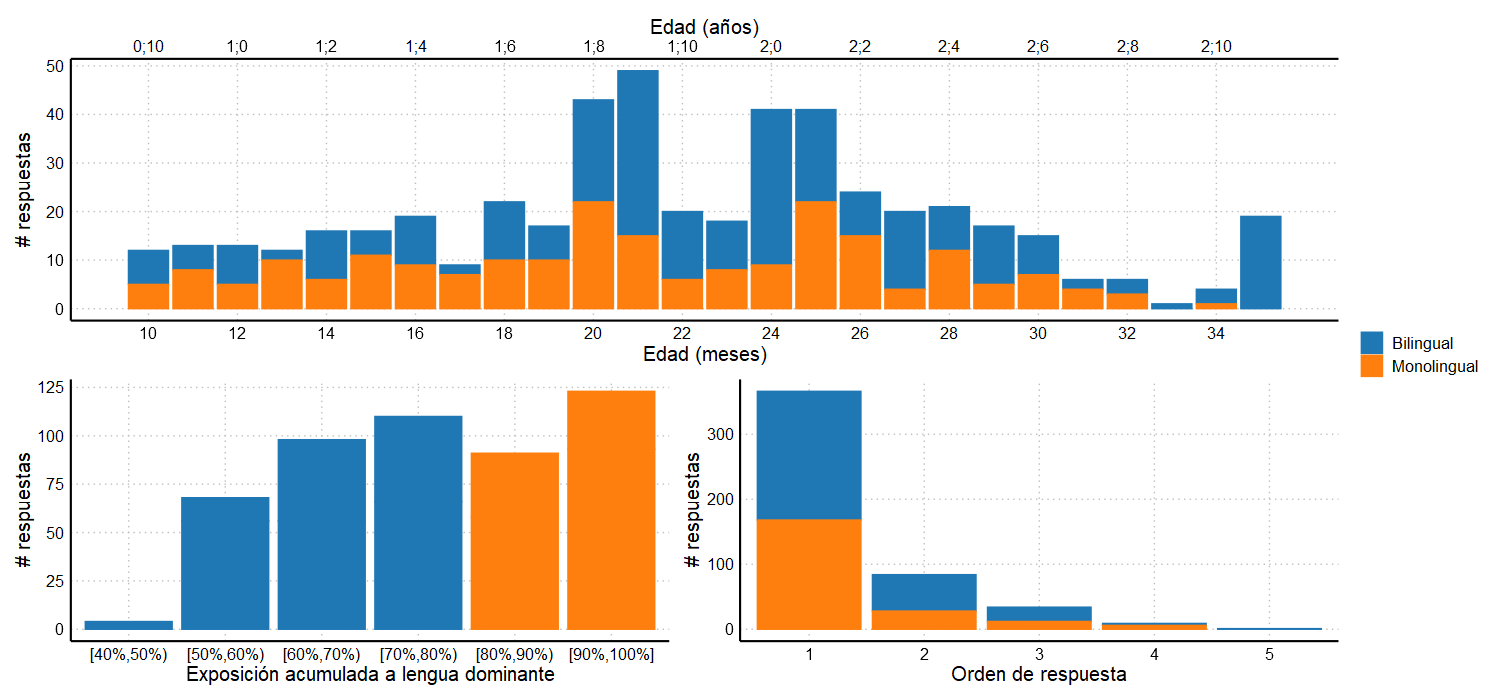 Edad (años)
0;10 1;0 1;2 1;4 1;6 1;8 1;10 2;0 2;2 2;4 2;6 2;8 2;10
# respuestas
50
40
30
20
10
0
10 12 14 16 18 20 22 24 26 28 30 32 34
Edad (meses)
Bilingual
Monolingual
# respuestas
125
100
75
50
25
0
[40%,50%) [50%,60%) [60%,70%) [70%,80%) [80%,90%) [90%,100%]
Exposición acumulada a lengua dominante
# respuestas
300
200
100
0
1 2 3 4 5
Orden de respuesta